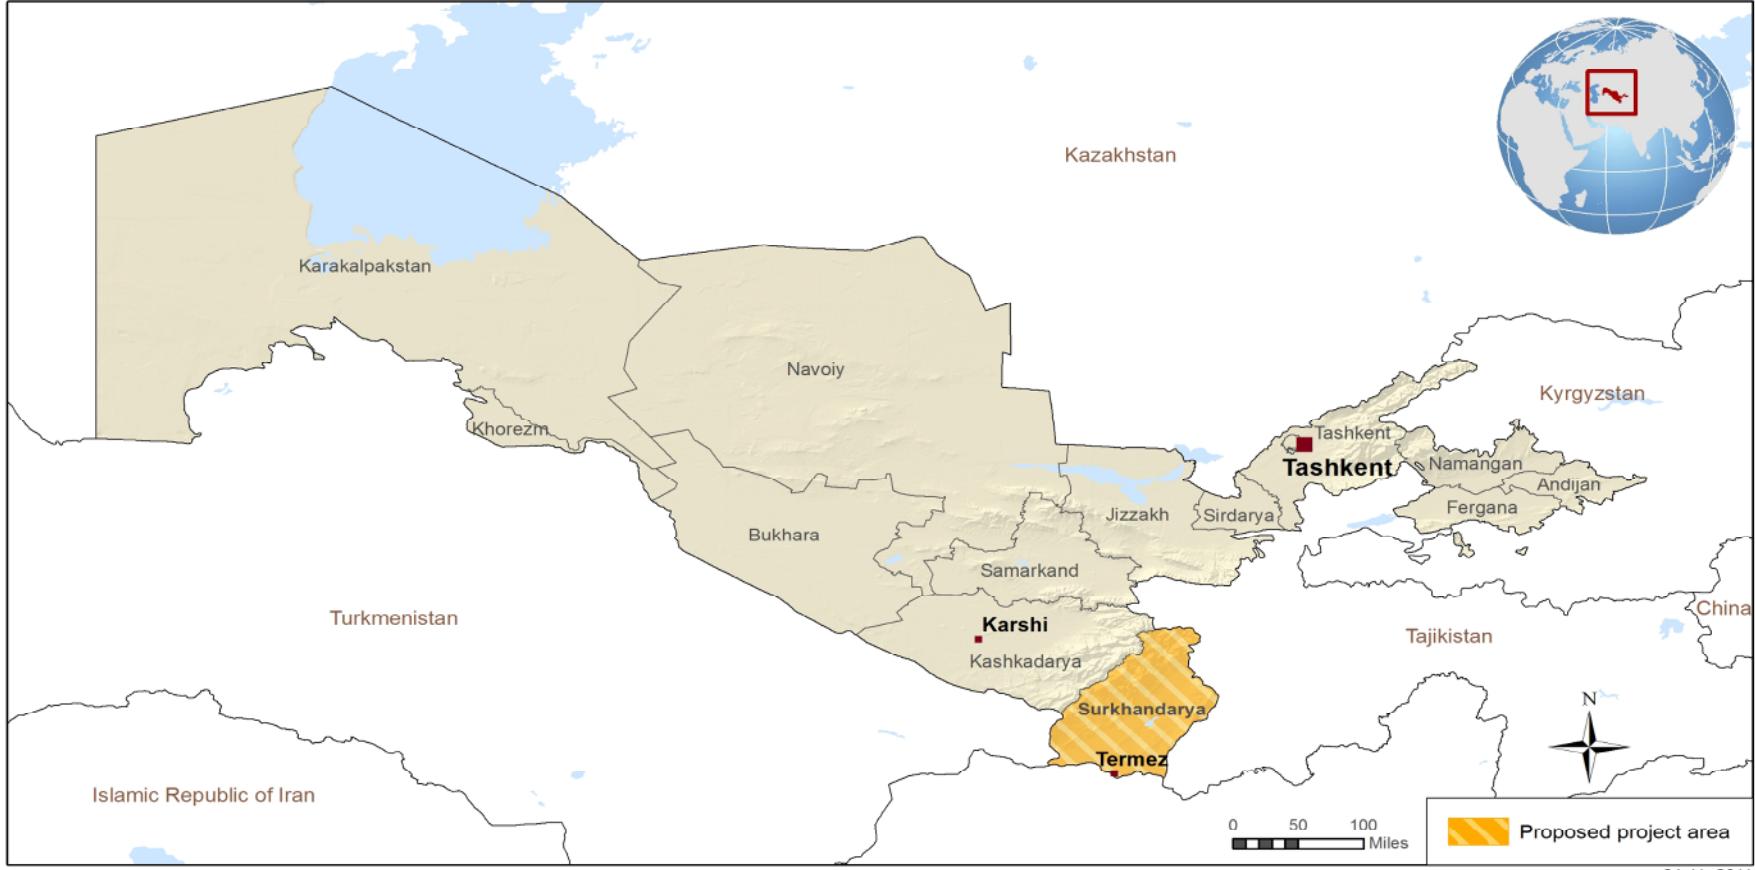 Kazakhstan
Karakalpakstan
Navoiy
Kyrgyzstan
Khorezm
Tashkent
Tashkent
Namangan
Andijan
Fergana
Jizzakh
Sirdarya
Bukhara
Samarkand
China
Turkmenistan
Karshi
Tajikistan
Kashkadarya
N
Surkhandarya
Termez
Islamic Republic of Iran
0 50 100
Miles
Proposed project area